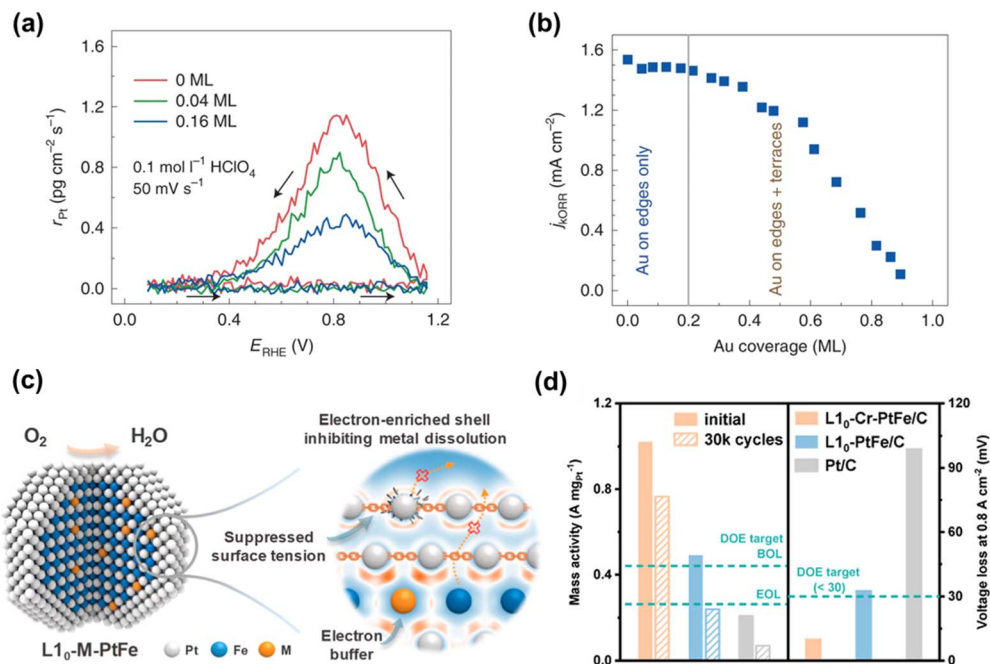 (a)
1.6
1.2
0.8
0.4
0.0
r_Pt (pg cm⁻² s⁻¹)
0 ML
0.04 ML
0.16 ML
0.1 mol l⁻¹ HClO₄
50 mV s⁻¹
0.0 0.4 0.8 1.2
E_RHE (V)
(b)
1.6
1.2
0.8
0.4
0.0
j_kORR (mA cm⁻²)
Au on edges only
Au on edges + terraces
0.0 0.2 0.4 0.6 0.8 1.0
Au coverage (ML)
(c)
O₂
H₂O
Electron-enriched shell
inhibiting metal dissolution
Suppressed
surface tension
Electron
buffer
L1₀-M-PtFe
Pt Fe M
(d)
1.2
0.8
0.4
0.0
Mass activity (A mg_Pt⁻¹)
initial
30k cycles
DOE target
BOL
EOL
L1₀-Cr-PtFe/C
L1₀-PtFe/C
Pt/C
DOE target
(< 30)
120
90
60
30
0
Voltage loss at 0.8 A cm⁻² (mV)